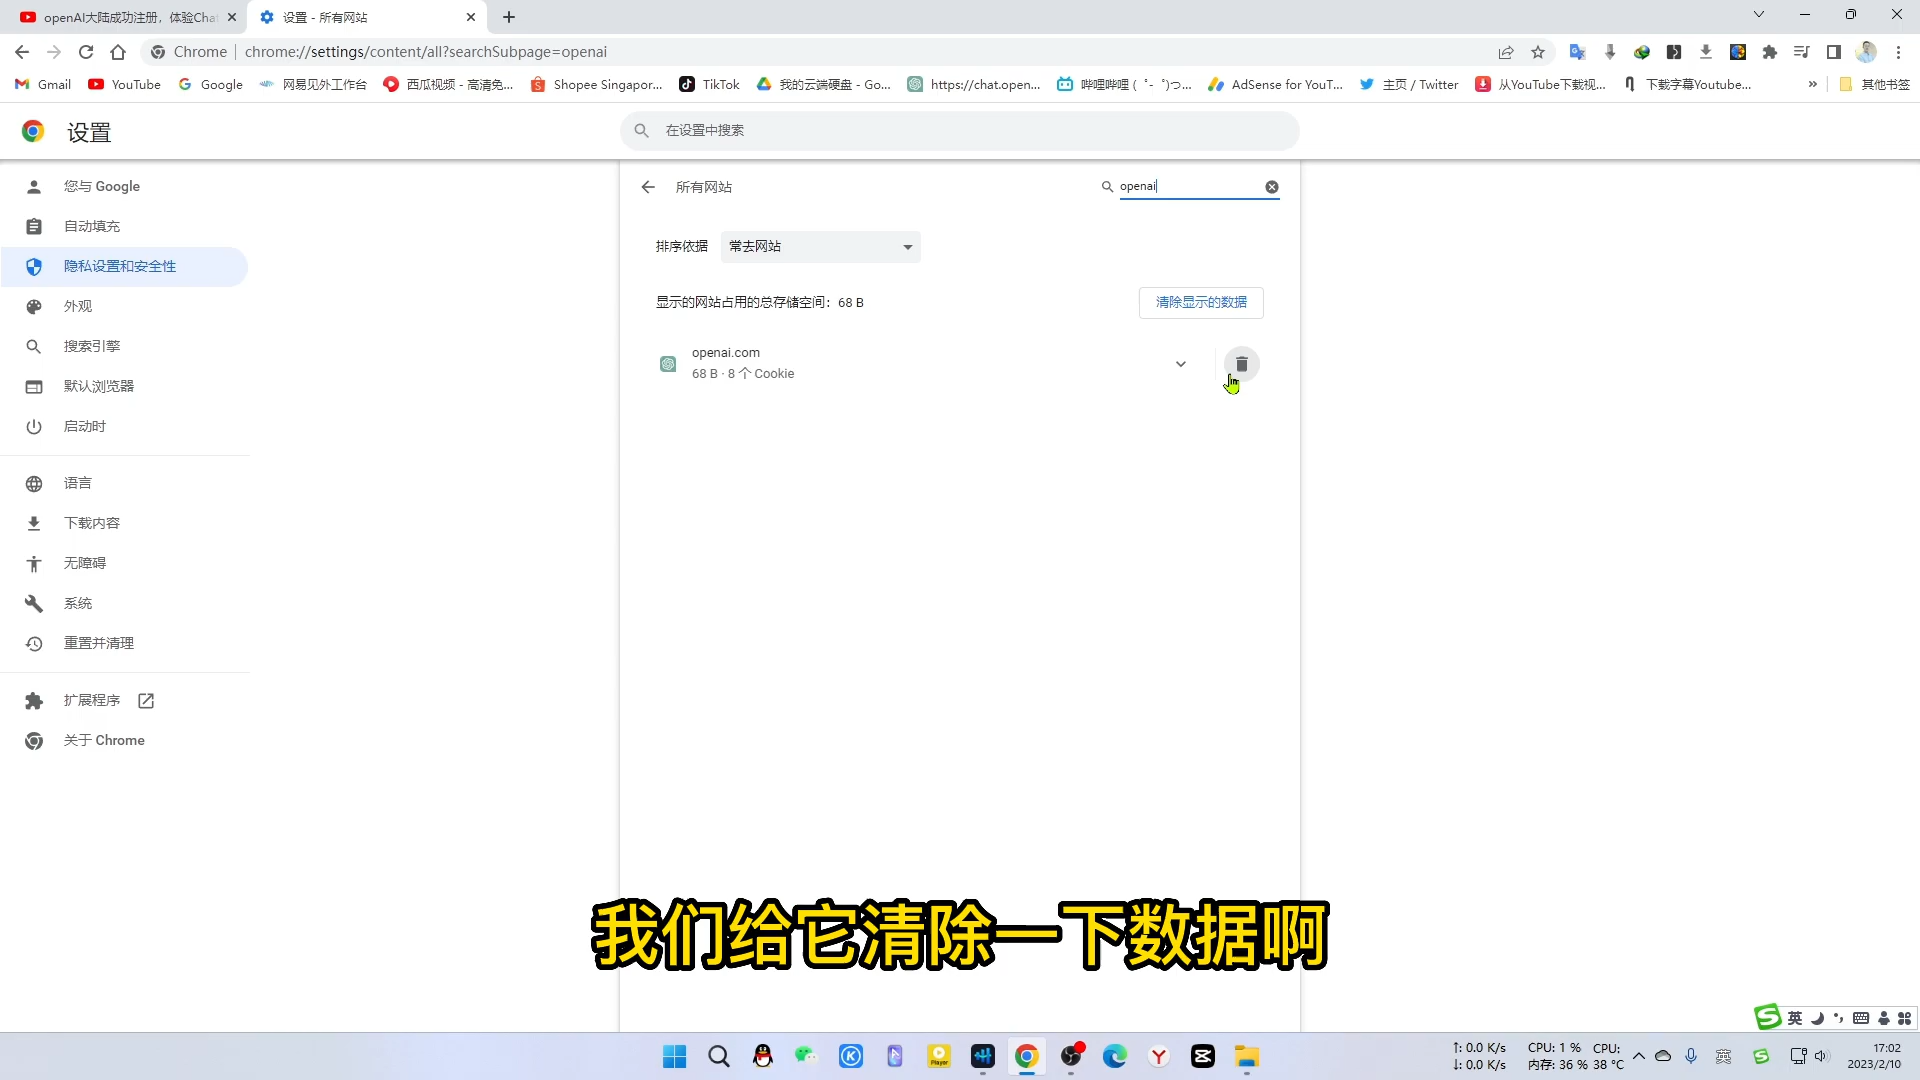 openAI大陆成功注册，体验Cha
设置 - 所有网站
Chrome
chrome://settings/content/all?searchSubpage=openai
Gmail
YouTube
Google
网易见外工作台
西瓜视频 - 高清免...
Shopee Singapor...
TikTok
我的云端硬盘 - Go...
https://chat.open...
哔哩哔哩 (゜-゜)つ...
AdSense for YouT...
主页 / Twitter
从YouTube下载视...
下载字幕Youtube...
»
其他书签
设置
在设置中搜索
您与 Google
自动填充
隐私设置和安全性
外观
搜索引擎
默认浏览器
启动时
语言
下载内容
无障碍
系统
重置并清理
扩展程序
关于 Chrome
所有网站
openai
排序依据
常去网站
显示的网站占用的总存储空间：68 B
清除显示的数据
openai.com
68 B · 8 个 Cookie
我们给它清除一下数据啊
英
↑: 0.0 K/s
↓: 0.0 K/s
CPU: 1 %
内存: 36 %
CPU:
38 °C
英
17:02
2023/2/10